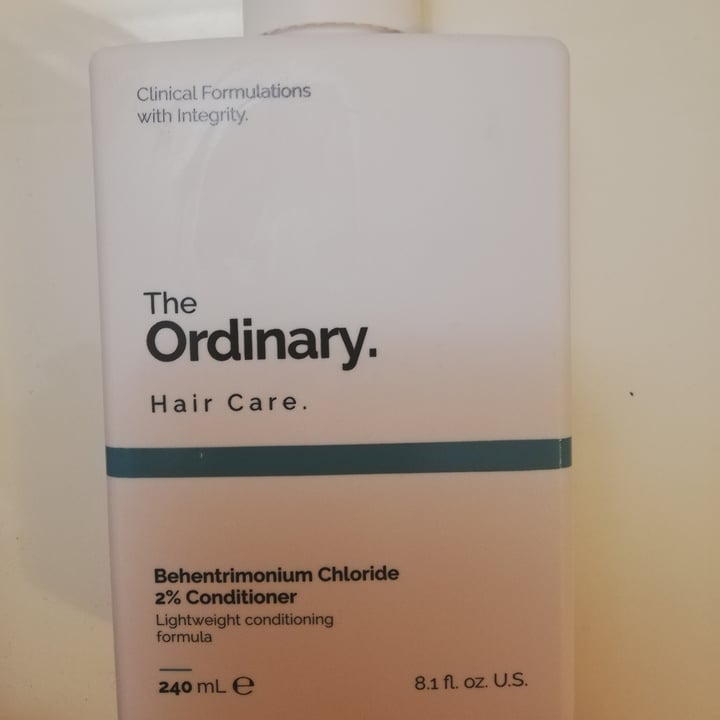 Clinical Formulations
with Integrity.
The
Ordinary.
Hair Care.
Behentrimonium Chloride
2% Conditioner
Lightweight conditioning
formula
240 mL ℮
8.1 fl. oz. U.S.